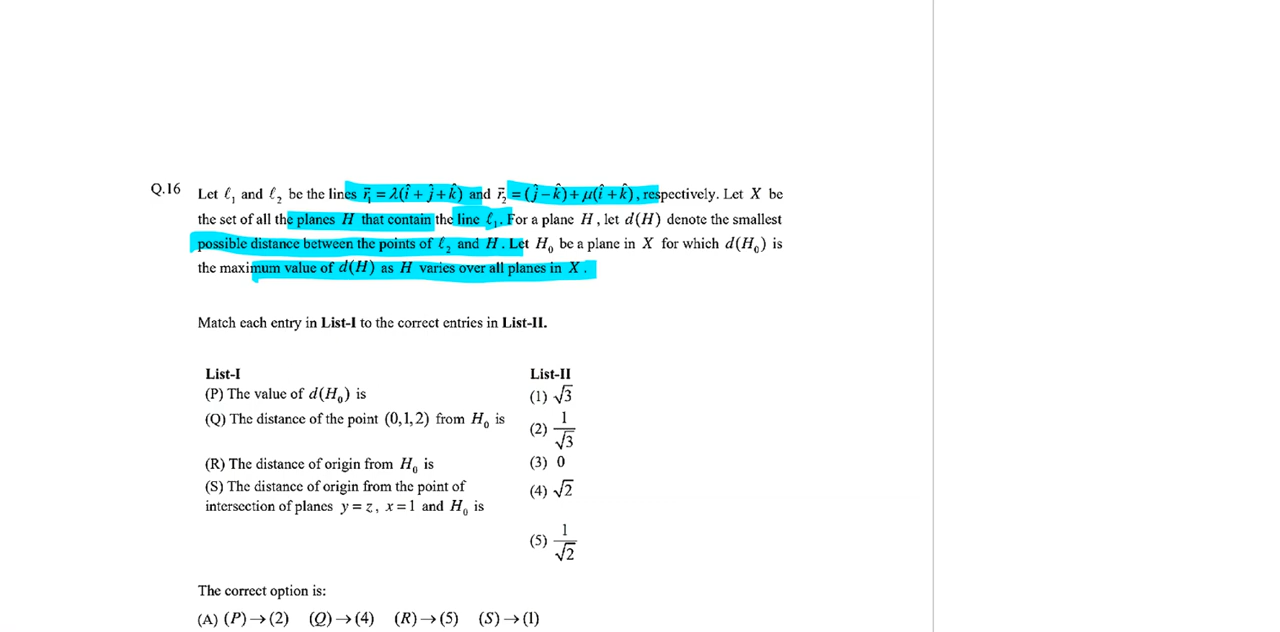 Q.16 Let ℓ₁ and ℓ₂ be the lines r⃗₁ = λ(î + ĵ + k̂) and r⃗₂ = (ĵ − k̂) + μ(î + k̂), respectively. Let X be
the set of all the planes H that contain the line ℓ₁. For a plane H, let d(H) denote the smallest
possible distance between the points of ℓ₂ and H. Let H₀ be a plane in X for which d(H₀) is
the maximum value of d(H) as H varies over all planes in X.
Match each entry in List-I to the correct entries in List-II.
List-I List-II
(P) The value of d(H₀) is (1) √3
(Q) The distance of the point (0,1,2) from H₀ is (2) 1/√3
(R) The distance of origin from H₀ is (3) 0
(S) The distance of origin from the point of
intersection of planes y = z, x = 1 and H₀ is (4) √2
(5) 1/√2
The correct option is:
(A) (P) → (2) (Q) → (4) (R) → (5) (S) → (1)